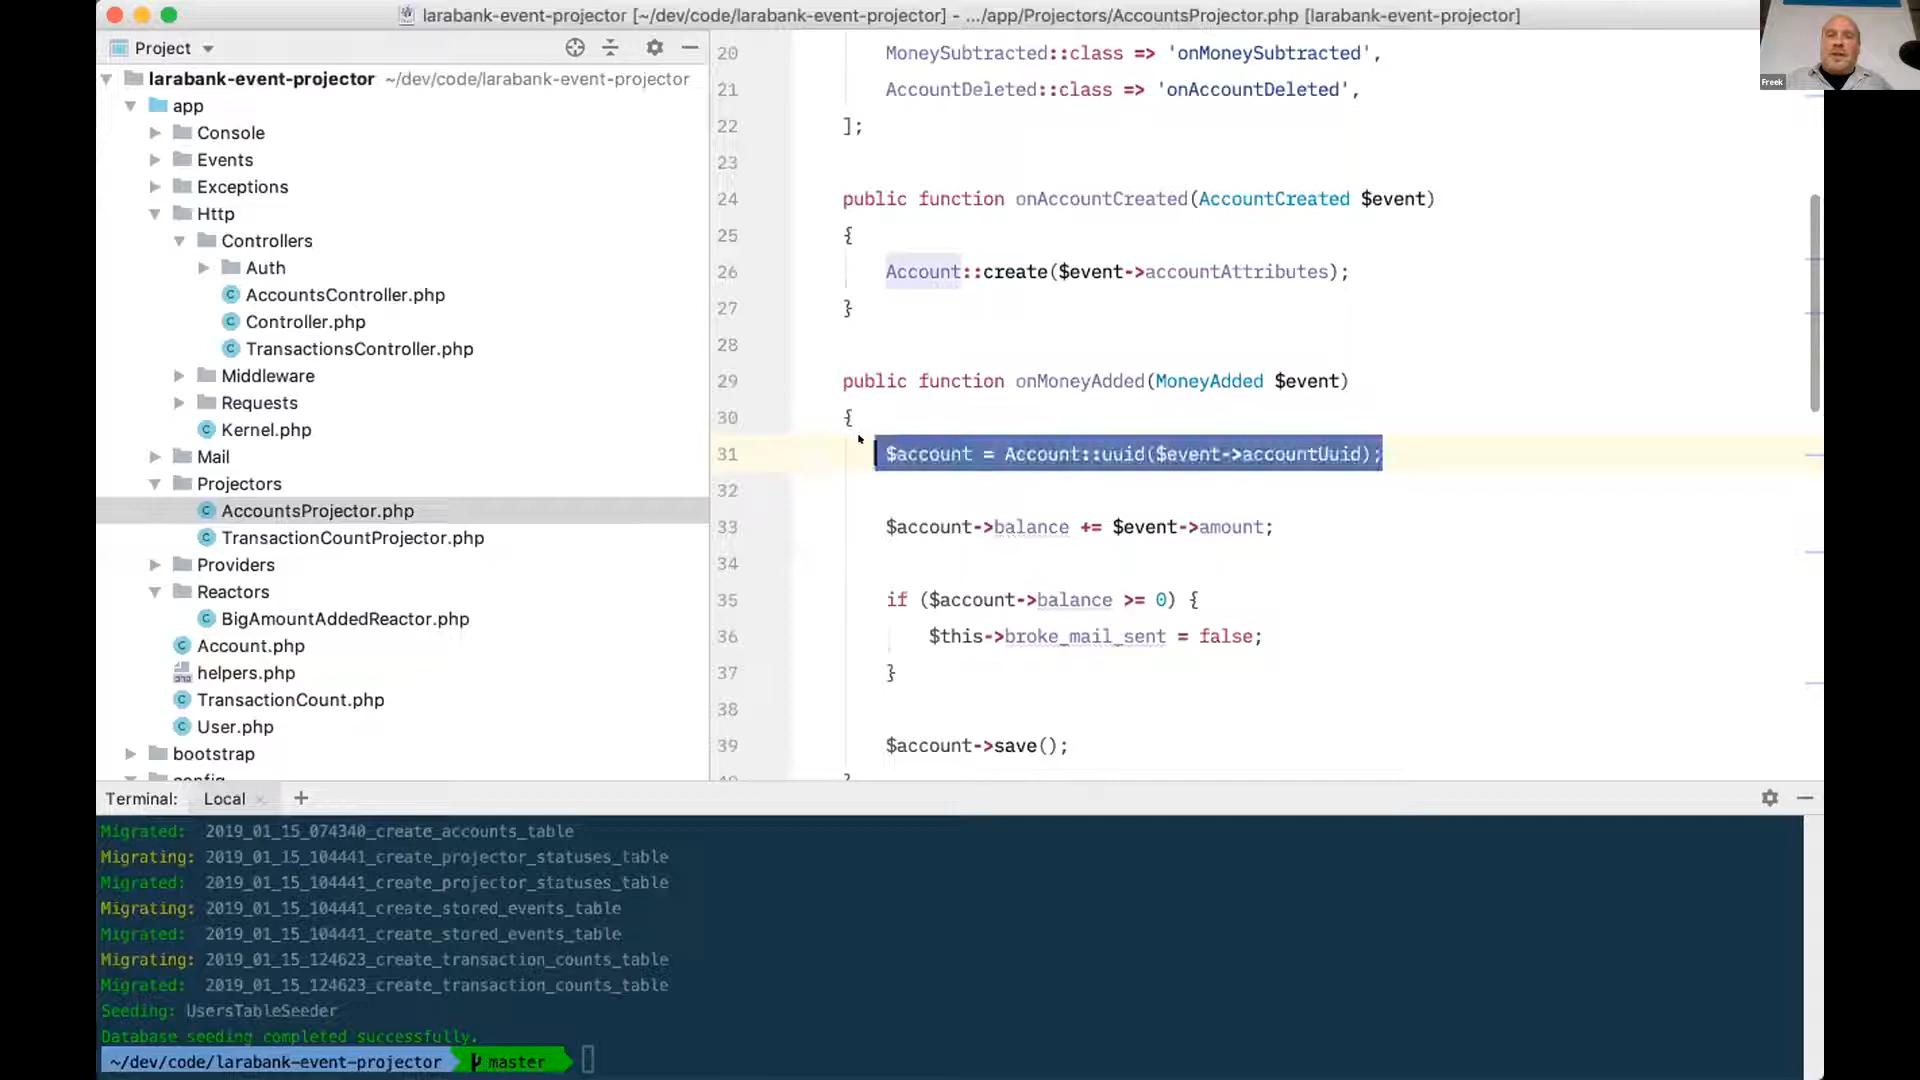 larabank-event-projector [~/dev/code/larabank-event-projector] - .../app/Projectors/AccountsProjector.php [larabank-event-projector]
Freek
Project
larabank-event-projector ~/dev/code/larabank-event-projector
app
Console
Events
Exceptions
Http
Controllers
Auth
AccountsController.php
Controller.php
TransactionsController.php
Middleware
Requests
Kernel.php
Mail
Projectors
AccountsProjector.php
TransactionCountProjector.php
Providers
Reactors
BigAmountAddedReactor.php
Account.php
helpers.php
TransactionCount.php
User.php
bootstrap
config
20 MoneySubtracted::class => 'onMoneySubtracted',
21 AccountDeleted::class => 'onAccountDeleted',
22 ];
23
24 public function onAccountCreated(AccountCreated $event)
25 {
26 Account::create($event->accountAttributes);
27 }
28
29 public function onMoneyAdded(MoneyAdded $event)
30 {
31 $account = Account::uuid($event->accountUuid);
32
33 $account->balance += $event->amount;
34
35 if ($account->balance >= 0) {
36 $this->broke_mail_sent = false;
37 }
38
39 $account->save();
40 }
Terminal: Local × +
Migrated: 2019_01_15_074340_create_accounts_table
Migrating: 2019_01_15_104441_create_projector_statuses_table
Migrated: 2019_01_15_104441_create_projector_statuses_table
Migrating: 2019_01_15_104441_create_stored_events_table
Migrated: 2019_01_15_104441_create_stored_events_table
Migrating: 2019_01_15_124623_create_transaction_counts_table
Migrated: 2019_01_15_124623_create_transaction_counts_table
Seeding: UsersTableSeeder
Database seeding completed successfully.
~/dev/code/larabank-event-projector master